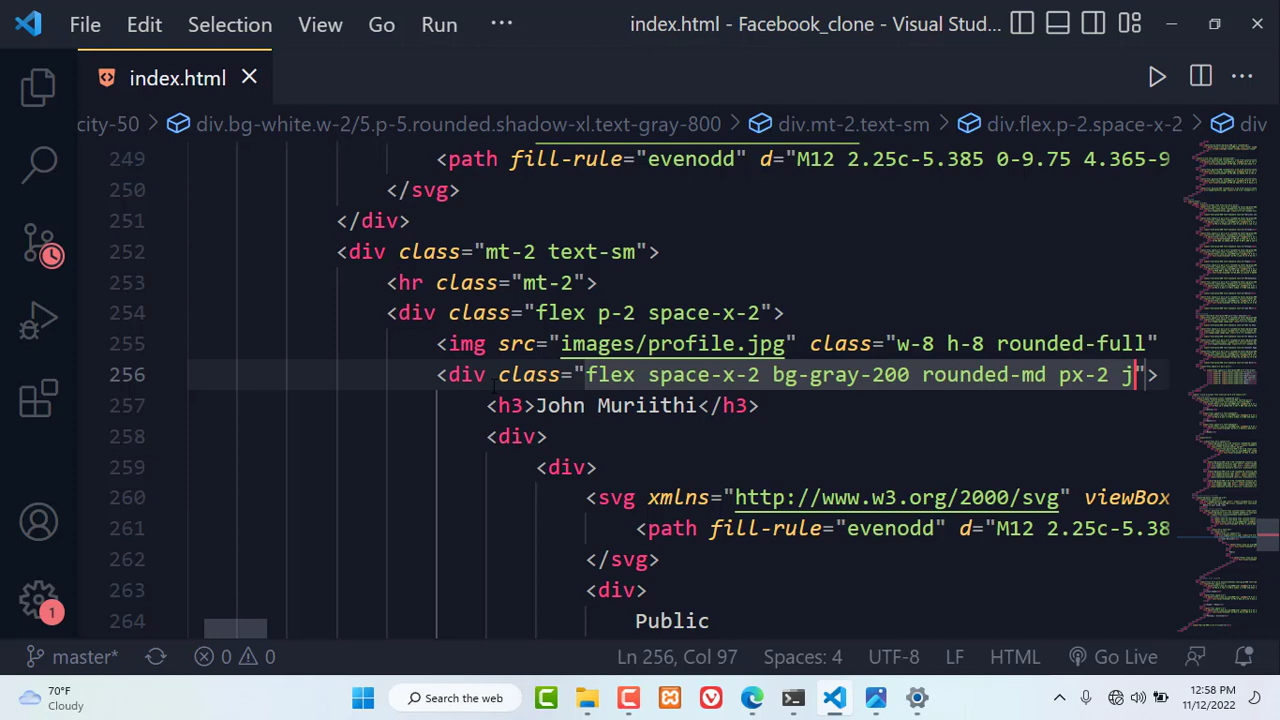 File Edit Selection View Go Run ··· index.html - Facebook_clone - Visual Stud...
index.html
city-50 > div.bg-white.w-2/5.p-5.rounded.shadow-xl.text-gray-800 > div.mt-2.text-sm > div.flex.p-2.space-x-2 > div
249 <path fill-rule="evenodd" d="M12 2.25c-5.385 0-9.75 4.365-9
250 </svg>
251 </div>
252 <div class="mt-2 text-sm">
253 <hr class="mt-2">
254 <div class="flex p-2 space-x-2">
255 <img src="images/profile.jpg" class="w-8 h-8 rounded-full"
256 <div class="flex space-x-2 bg-gray-200 rounded-md px-2 j">
257 <h3>John Muriithi</h3>
258 <div>
259 <div>
260 <svg xmlns="http://www.w3.org/2000/svg" viewBox
261 <path fill-rule="evenodd" d="M12 2.25c-5.38
262 </svg>
263 <div>
264 Public
1
master* 0 0 Ln 256, Col 97 Spaces: 4 UTF-8 LF HTML Go Live
70°F
Cloudy
Search the web
12:58 PM
11/12/2022